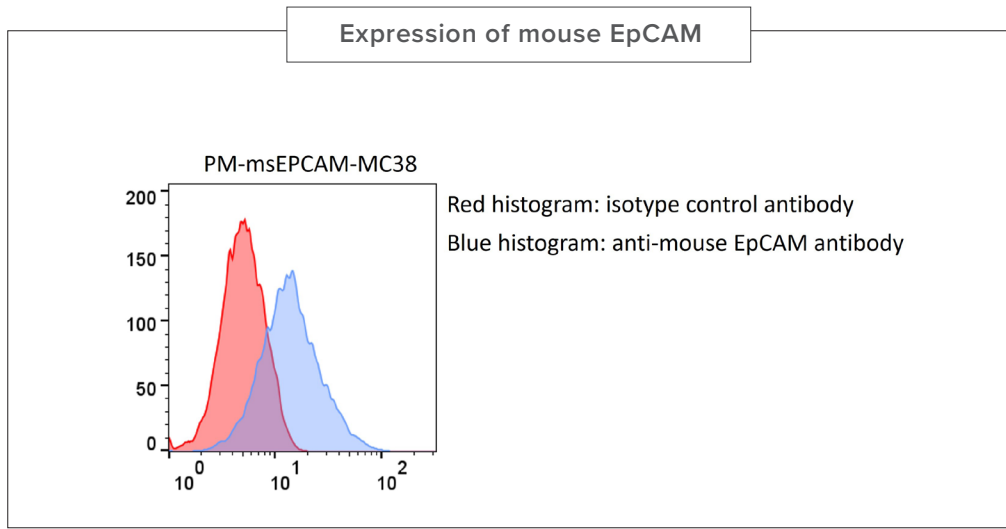 Expression of mouse EpCAM
PM-msEPCAM-MC38
Red histogram: isotype control antibody
Blue histogram: anti-mouse EpCAM antibody
200
150
100
50
0
10^0 10^1 10^2